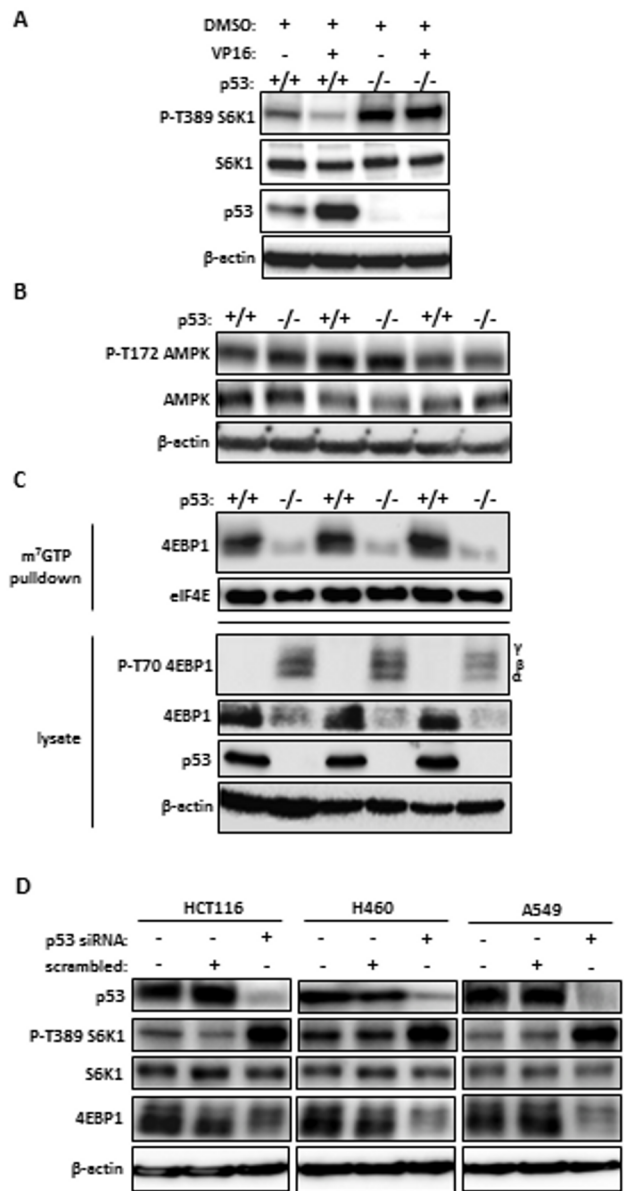 A
DMSO: + + + +
VP16 - + - +
p53: +/+ +/+ -/- -/-
P-T389 S6K1
S6K1
p53
β-actin
B
p53: +/+ -/- +/+ -/- +/+ -/-
P-T172 AMPK
AMPK
β-actin
C
p53: +/+ -/- +/+ -/- +/+ -/-
m⁷GTP
pulldown
4EBP1
eIF4E
lysate
P-T70 4EBP1
γ
β
α
4EBP1
p53
β-actin
D
HCT116 H460 A549
p53 siRNA: - - + - - + - - +
scrambled: - + - - + - - + -
p53
P-T389 S6K1
S6K1
4EBP1
β-actin